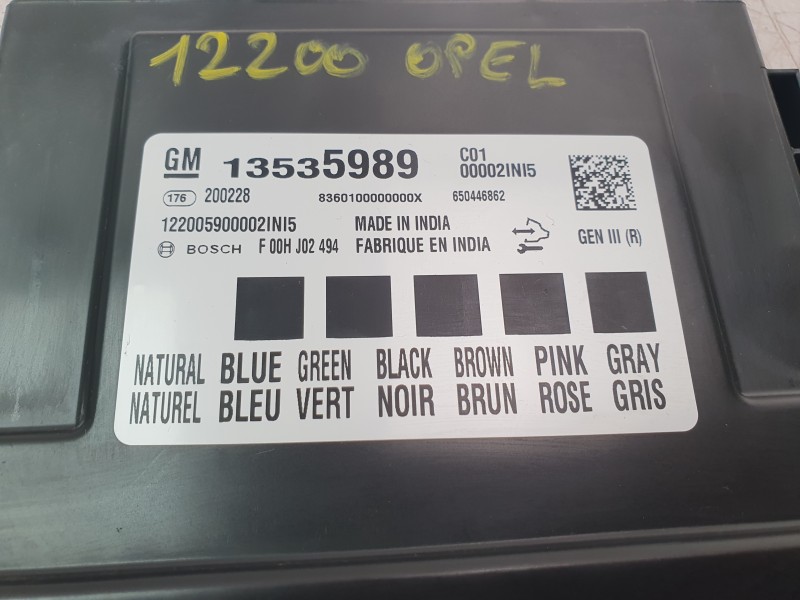 12200 OPEL
GM 13535989 C01
00002INI5
176 200228 8360100000000X 650446862
122005900002INI5 MADE IN INDIA
BOSCH F 00H J02 494 FABRIQUE EN INDIA GEN III (R)
NATURAL BLUE GREEN BLACK BROWN PINK GRAY
NATUREL BLEU VERT NOIR BRUN ROSE GRIS